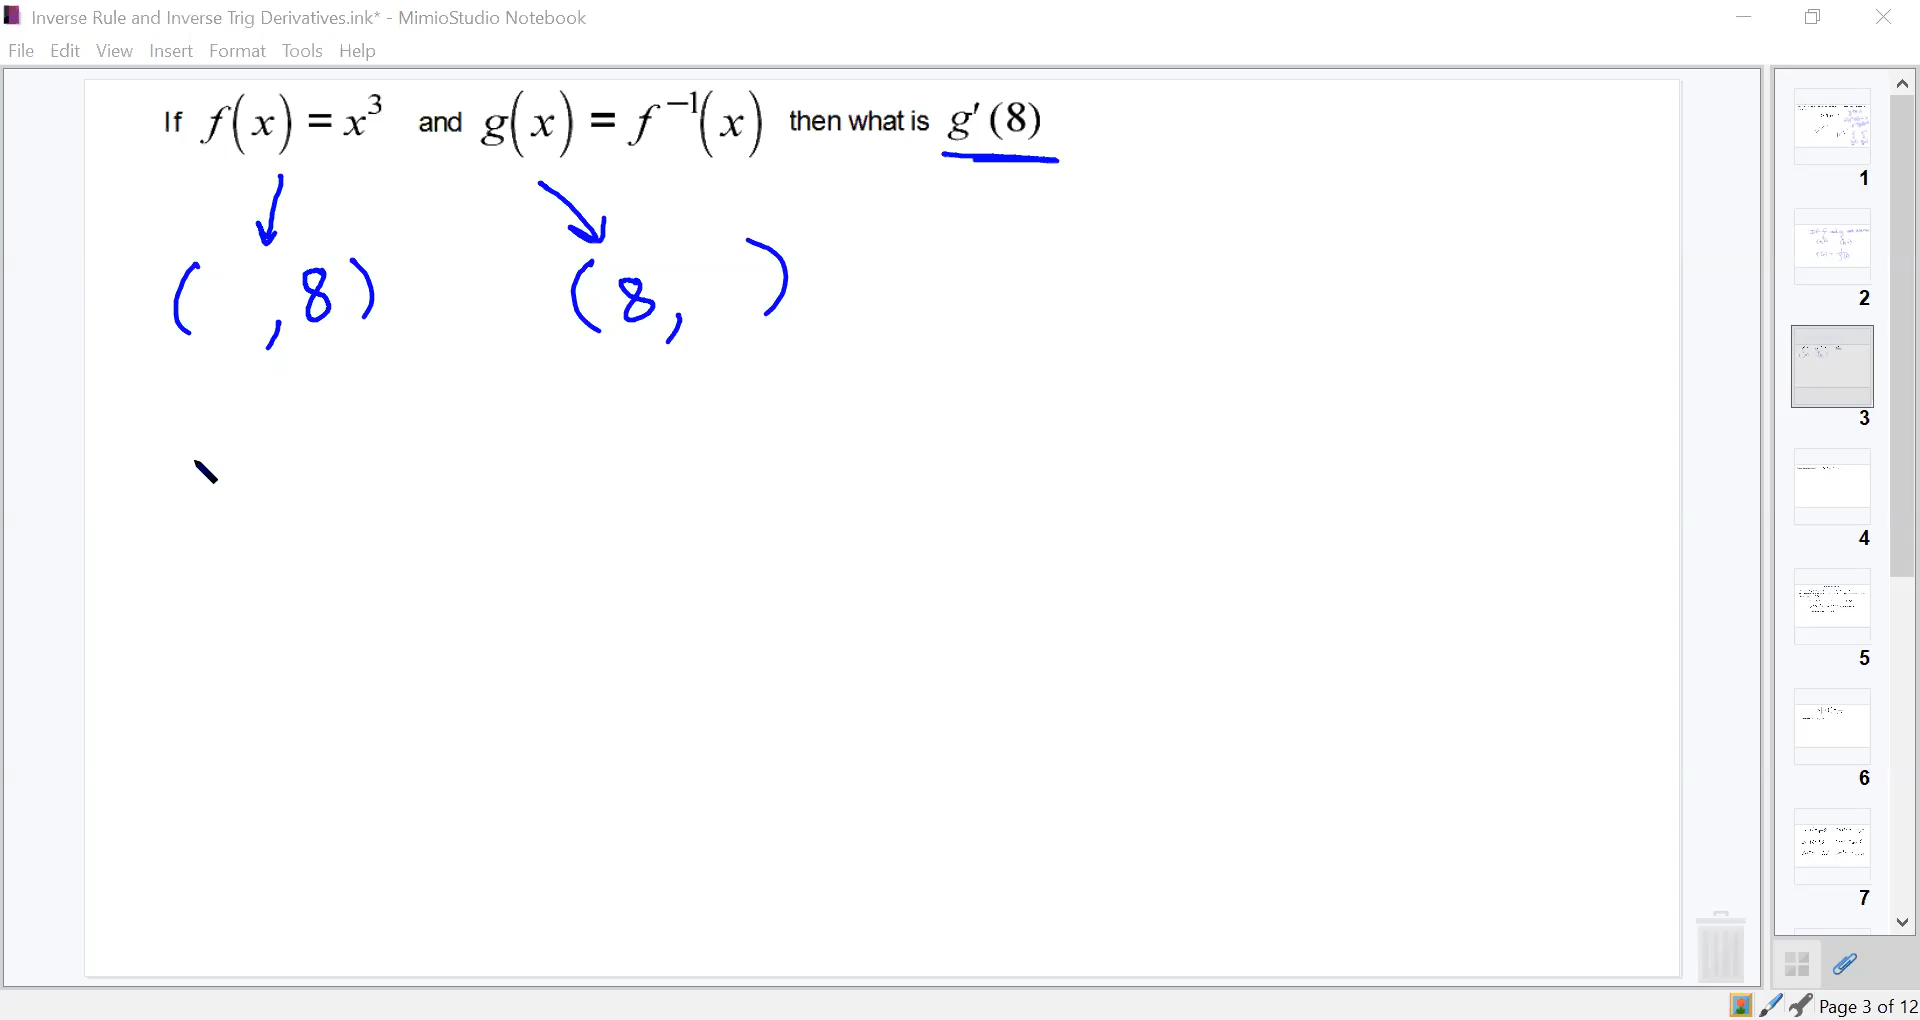 Inverse Rule and Inverse Trig Derivatives.ink* - MimioStudio Notebook
File Edit View Insert Format Tools Help
If f(x) = x³ and g(x) = f⁻¹(x) then what is g′(8)
( , 8) (8, )
1
2
3
4
5
6
7
Page 3 of 12